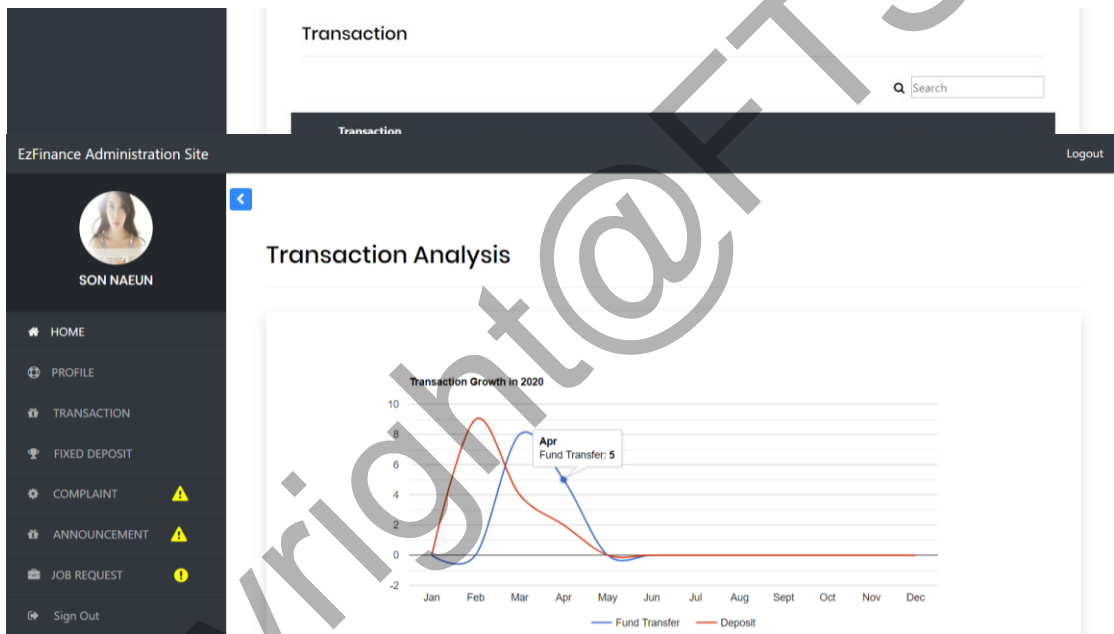 Transaction
Search
Transaction
EzFinance Administration Site
Logout
SON NAEUN
Transaction Analysis
HOME
PROFILE
TRANSACTION
FIXED DEPOSIT
COMPLAINT
ANNOUNCEMENT
JOB REQUEST
Sign Out
Transaction Growth in 2020
10
8
6
4
2
0
-2
Apr
Fund Transfer: 5
Jan Feb Mar Apr May Jun Jul Aug Sept Oct Nov Dec
Fund Transfer Deposit
right@FTS